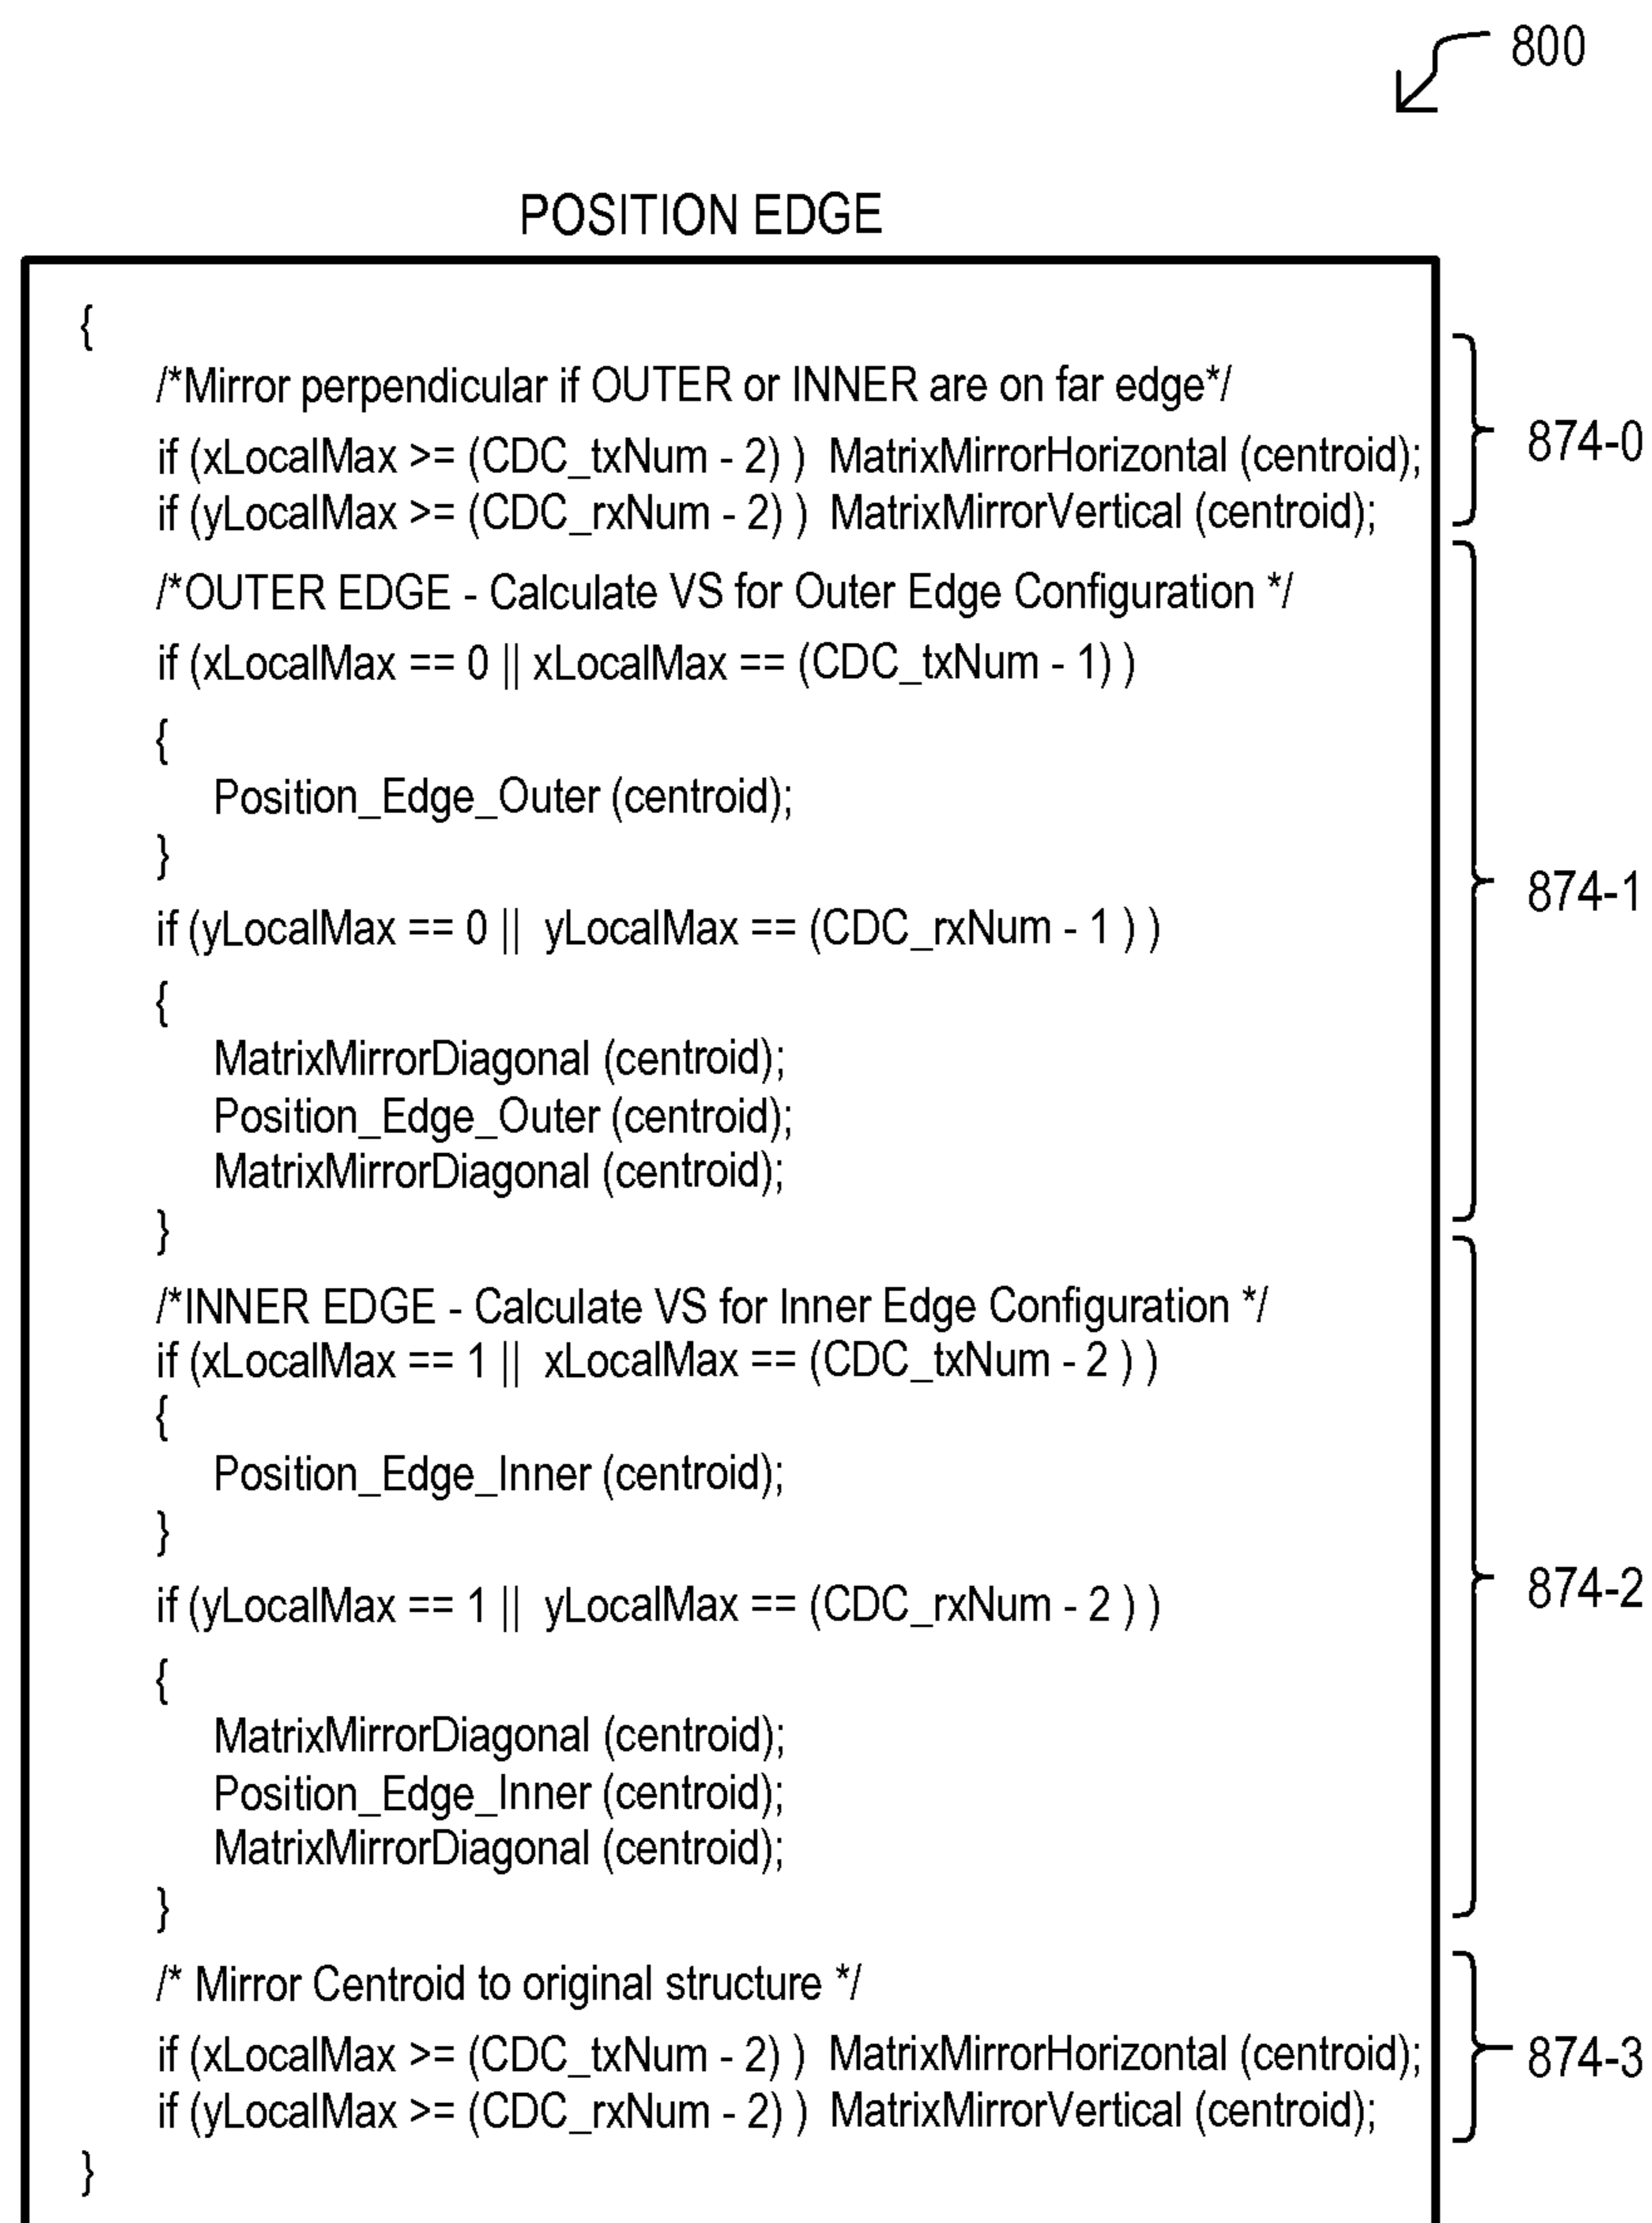 800
POSITION EDGE
{
/*Mirror perpendicular if OUTER or INNER are on far edge*/
if (xLocalMax >= (CDC_txNum - 2) ) MatrixMirrorHorizontal (centroid);
if (yLocalMax >= (CDC_rxNum - 2) ) MatrixMirrorVertical (centroid);
874-0
/*OUTER EDGE - Calculate VS for Outer Edge Configuration */
if (xLocalMax == 0 || xLocalMax == (CDC_txNum - 1) )
{
Position_Edge_Outer (centroid);
}
874-1
if (yLocalMax == 0 || yLocalMax == (CDC_rxNum - 1 ) )
{
MatrixMirrorDiagonal (centroid);
Position_Edge_Outer (centroid);
MatrixMirrorDiagonal (centroid);
}
/*INNER EDGE - Calculate VS for Inner Edge Configuration */
if (xLocalMax == 1 || xLocalMax == (CDC_txNum - 2 ) )
{
Position_Edge_Inner (centroid);
}
874-2
if (yLocalMax == 1 || yLocalMax == (CDC_rxNum - 2 ) )
{
MatrixMirrorDiagonal (centroid);
Position_Edge_Inner (centroid);
MatrixMirrorDiagonal (centroid);
}
/* Mirror Centroid to original structure */
if (xLocalMax >= (CDC_txNum - 2) ) MatrixMirrorHorizontal (centroid);
if (yLocalMax >= (CDC_rxNum - 2) ) MatrixMirrorVertical (centroid);
874-3
}